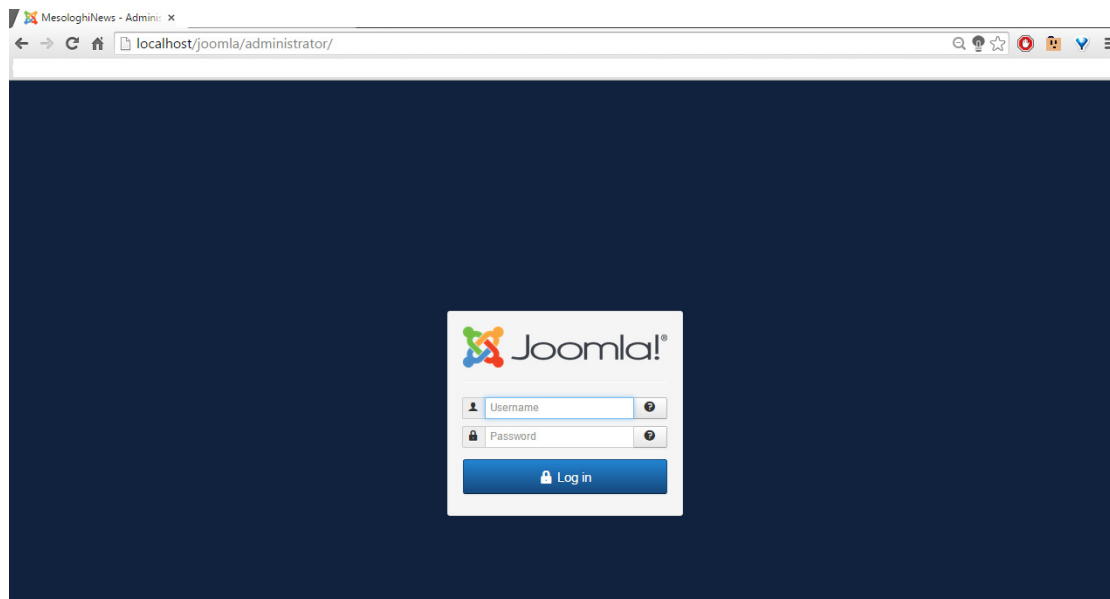 MesologhiNews - Admini
localhost/joomla/administrator/
Joomla!®
Username
Password
Log in